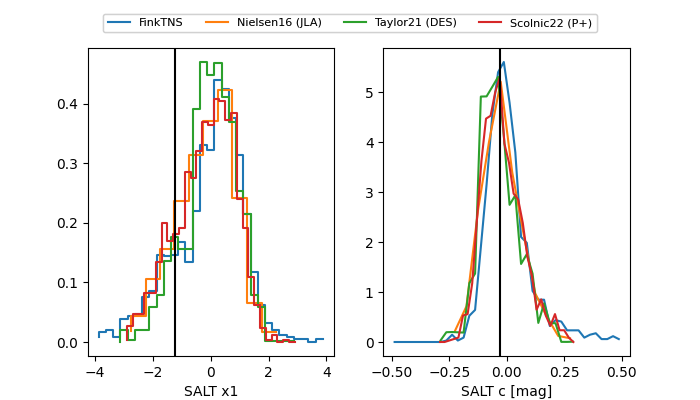 FinkTNS Nielsen16 (JLA) Taylor21 (DES) Scolnic22 (P+)
0.4
0.3
0.2
0.1
0.0
−4 −2 0 2 4
SALT x1
5
4
3
2
1
0
−0.50 −0.25 0.00 0.25 0.50
SALT c [mag]